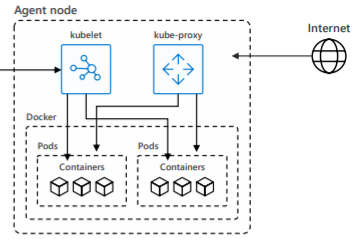 Agent node
Internet
kubelet
kube-proxy
Docker
Pods
Pods
Containers
Containers